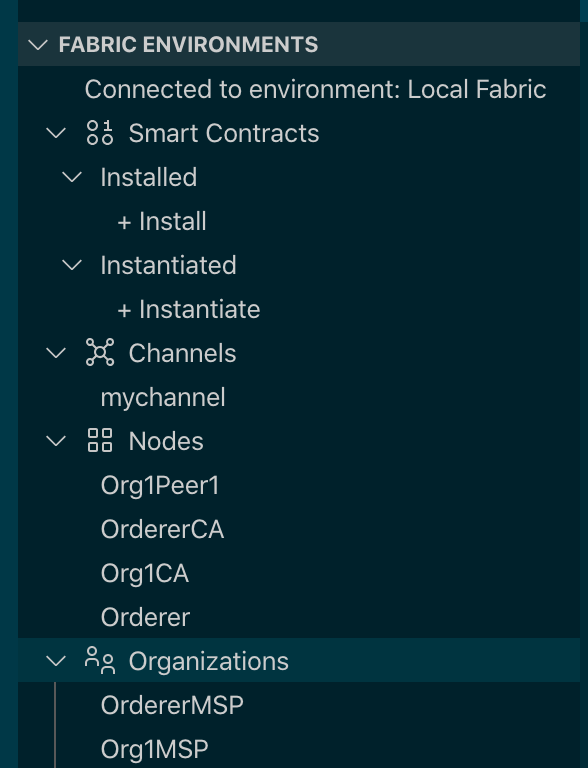 FABRIC ENVIRONMENTS
Connected to environment: Local Fabric
Smart Contracts
Installed
+ Install
Instantiated
+ Instantiate
Channels
mychannel
Nodes
Org1Peer1
OrdererCA
Org1CA
Orderer
Organizations
OrdererMSP
Org1MSP